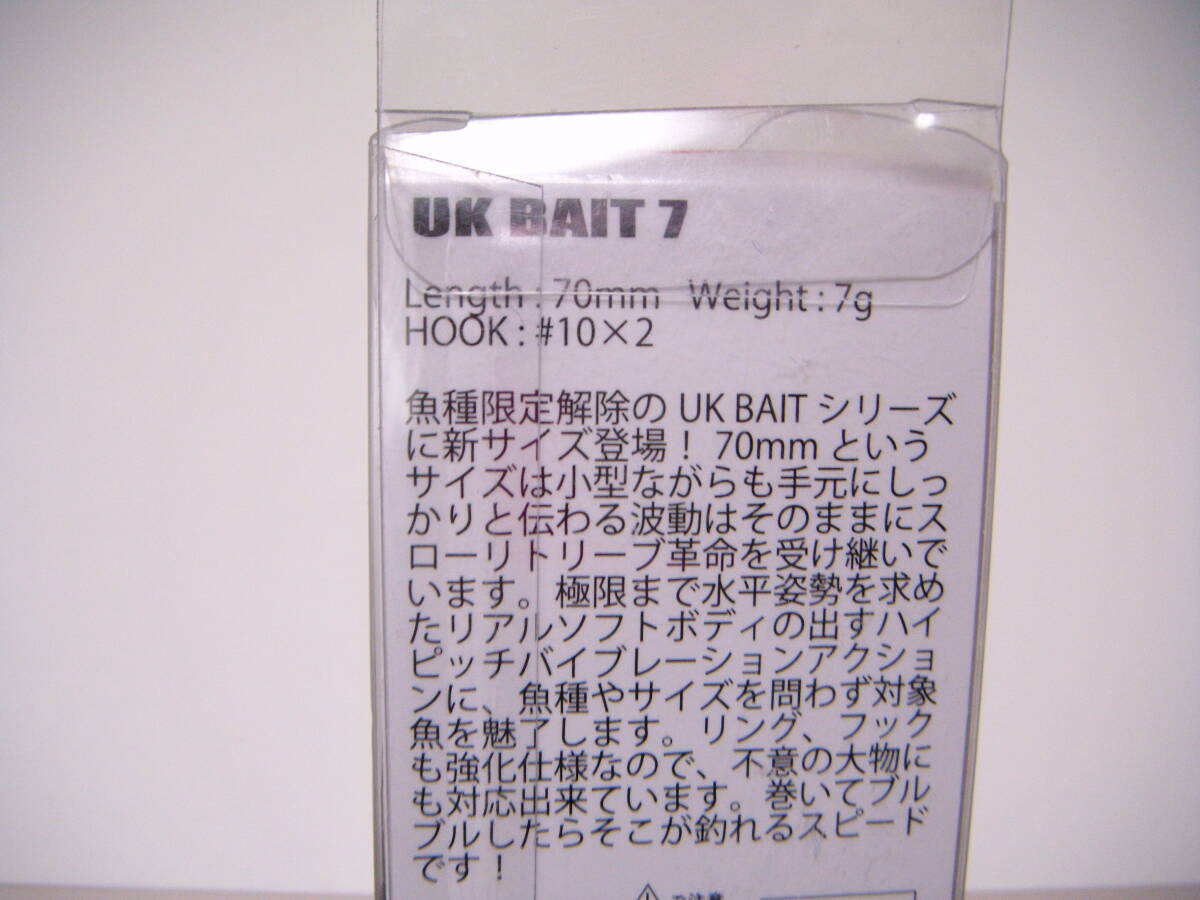 UK BAIT 7
Length : 70mm Weight : 7g
HOOK : #10×2
魚種限定解除の UK BAIT シリーズ
に新サイズ登場！ 70mm という
サイズは小型ながらも手元にしっ
かりと伝わる波動はそのままにス
ローリトリーブ革命を受け継いで
います。極限まで水平姿勢を求め
たリアルソフトボディの出すハイ
ピッチバイブレーションアクショ
ンに、魚種やサイズを問わず対象
魚を魅了します。リング、フック
も強化仕様なので、不意の大物に
も対応出来ています。巻いてブル
ブルしたらそこが釣れるスピード
です！
ご注意